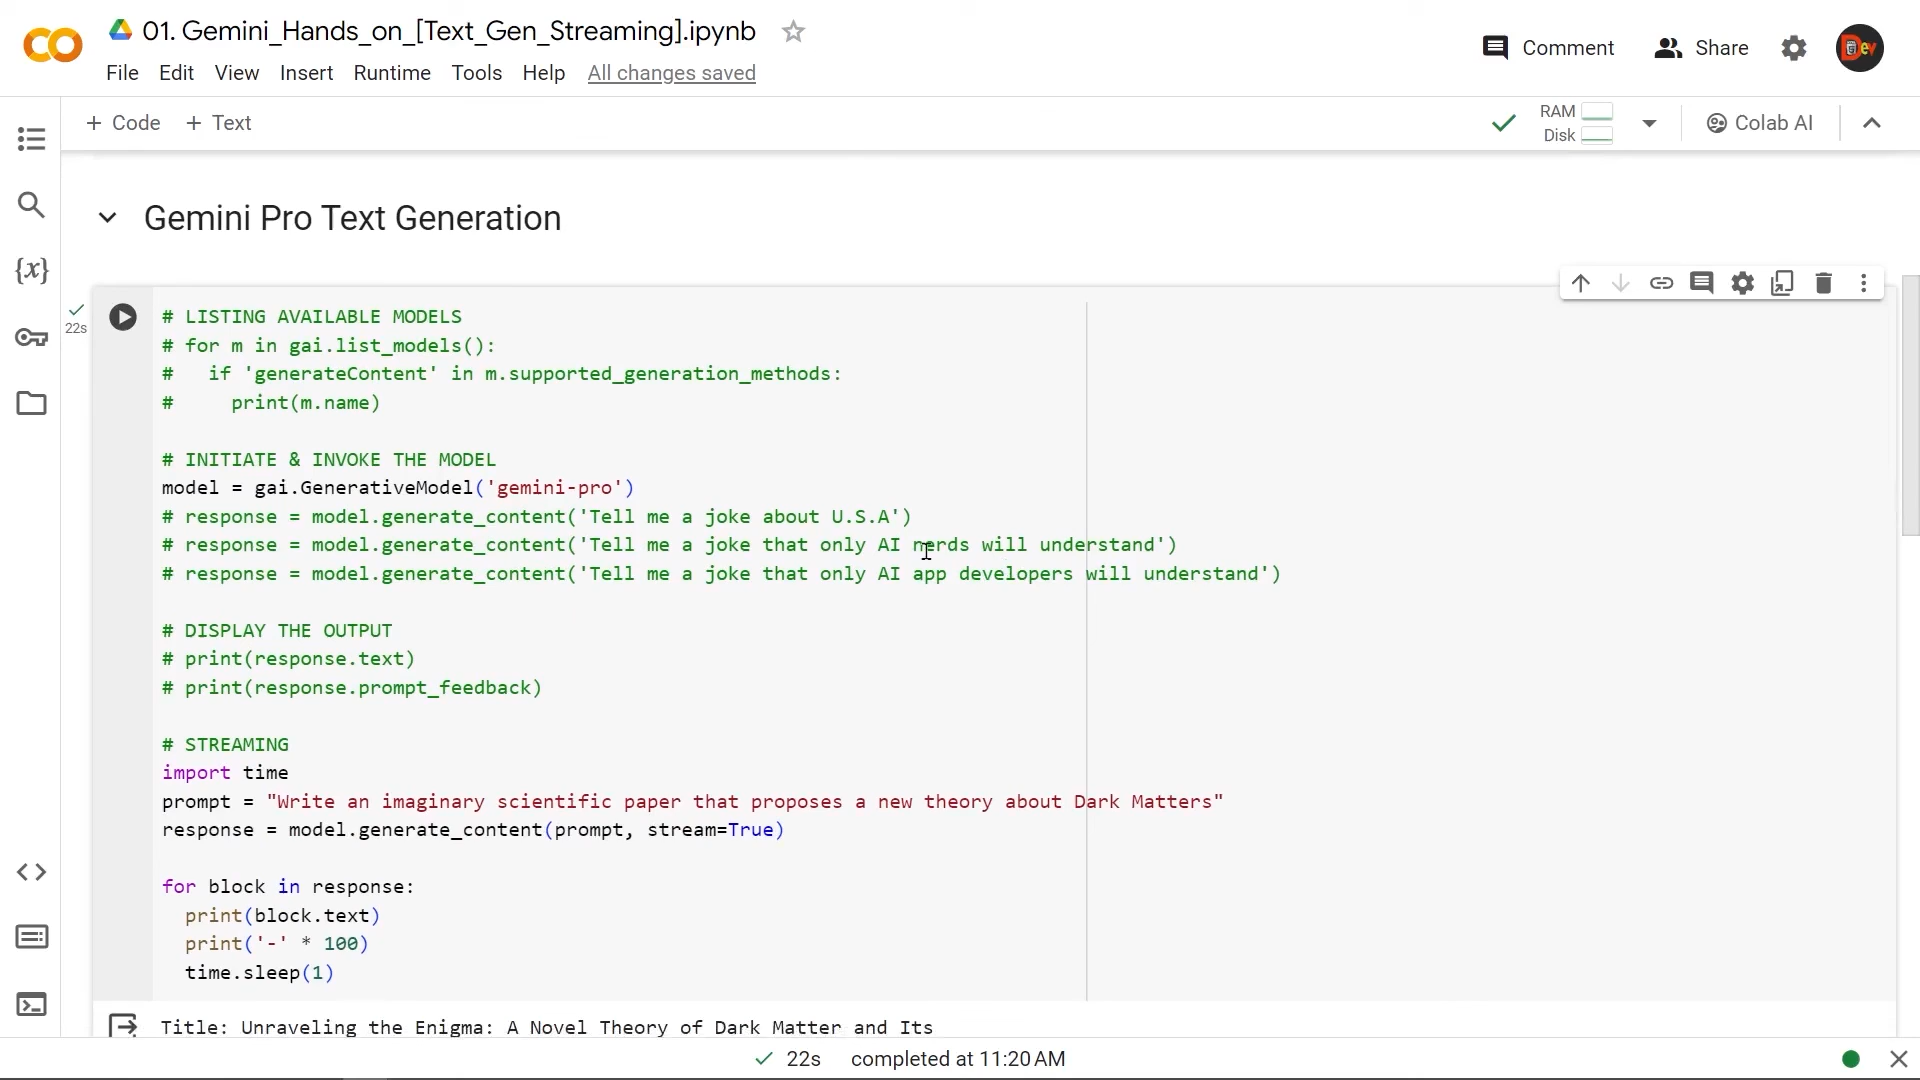 01. Gemini_Hands_on_[Text_Gen_Streaming].ipynb
File Edit View Insert Runtime Tools Help All changes saved
Comment Share
Dev
+ Code + Text
RAM
Disk
Colab AI
{x}
Gemini Pro Text Generation
22s
# LISTING AVAILABLE MODELS
# for m in gai.list_models():
#   if 'generateContent' in m.supported_generation_methods:
#     print(m.name)
# INITIATE & INVOKE THE MODEL
model = gai.GenerativeModel('gemini-pro')
# response = model.generate_content('Tell me a joke about U.S.A')
# response = model.generate_content('Tell me a joke that only AI nerds will understand')
# response = model.generate_content('Tell me a joke that only AI app developers will understand')
# DISPLAY THE OUTPUT
# print(response.text)
# print(response.prompt_feedback)
# STREAMING
import time
prompt = "Write an imaginary scientific paper that proposes a new theory about Dark Matters"
response = model.generate_content(prompt, stream=True)
for block in response:
  print(block.text)
  print('-' * 100)
  time.sleep(1)
Title: Unraveling the Enigma: A Novel Theory of Dark Matter and Its
22s completed at 11:20 AM